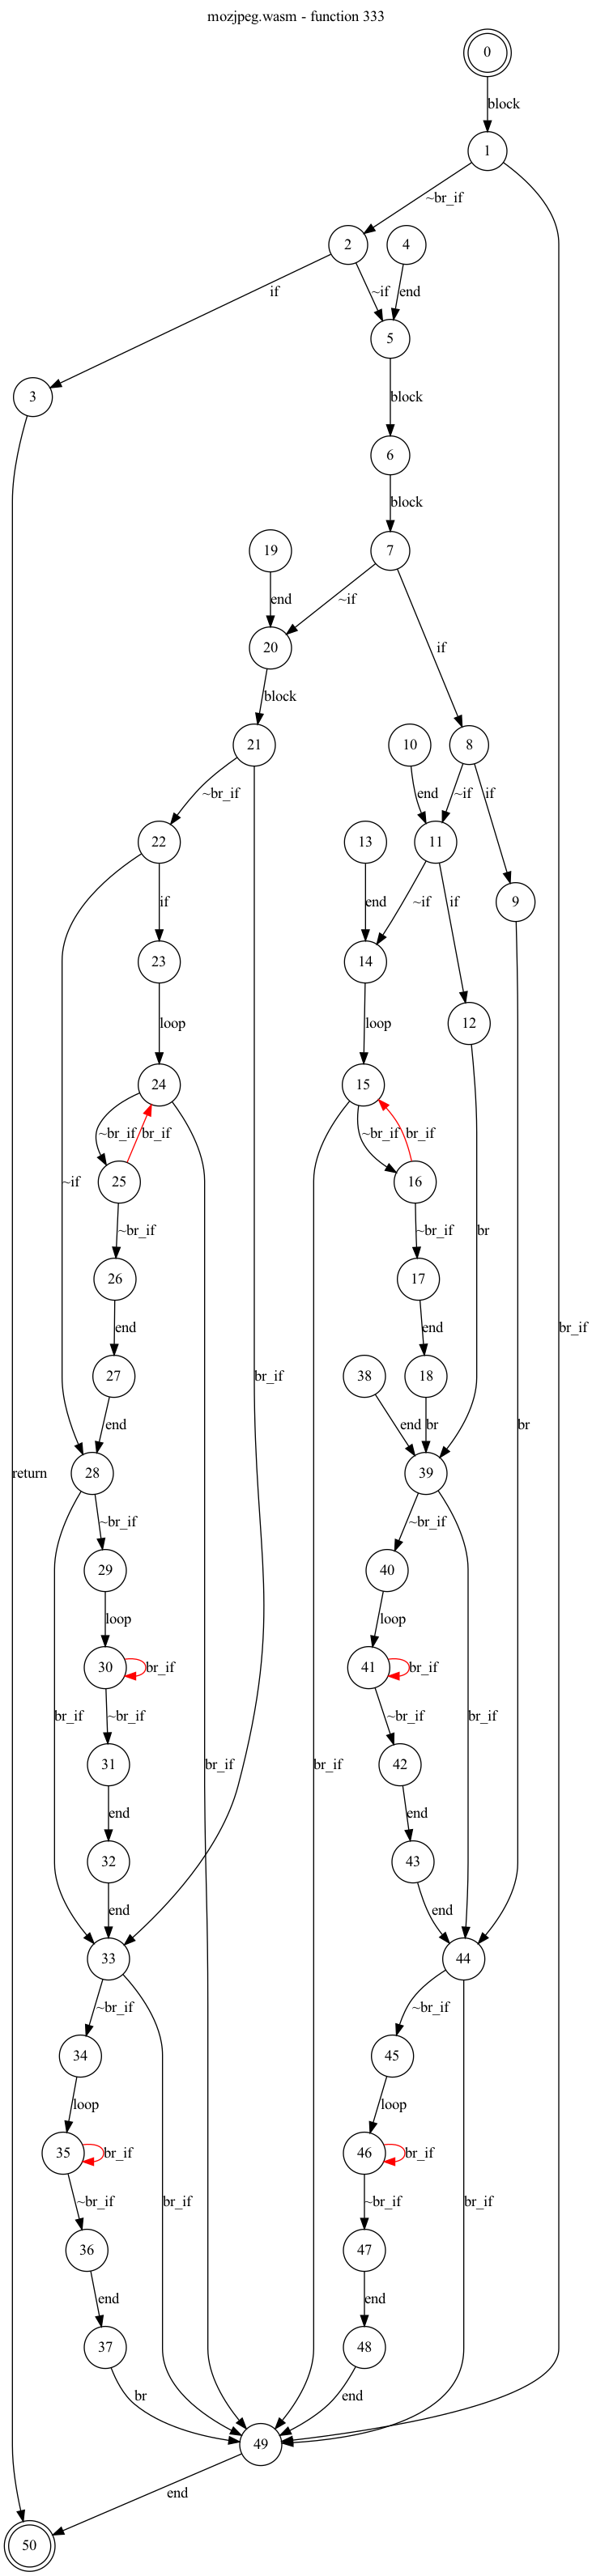 mozjpeg.wasm - function 333
0
block
1
~br_if
2
4
if
~if
end
5
3
block
6
block
19
7
end
~if
if
20
block
21
10
8
~br_if
end
~if
if
22
13
11
9
if
end
~if
if
23
14
12
loop
loop
24
15
~br_if
br_if
~br_if
br_if
~if
25
16
~br_if
~br_if
br
26
17
end
end
br_if
27
38
18
br_if
end
end
br
br
return
28
39
~br_if
~br_if
29
40
loop
loop
30
br_if
41
br_if
br_if
~br_if
~br_if
br_if
31
br_if
br_if
42
end
end
32
43
end
end
33
44
~br_if
~br_if
34
45
loop
loop
35
br_if
46
br_if
~br_if
br_if
~br_if
br_if
36
47
end
end
37
48
br
end
49
end
50